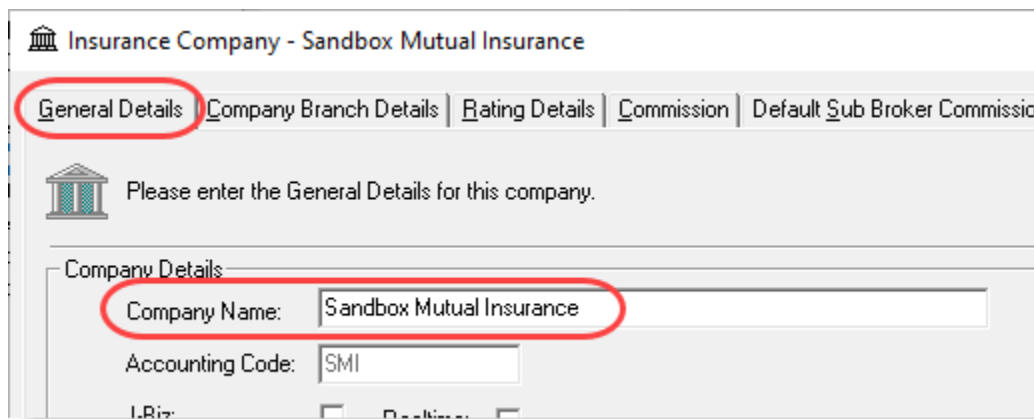 Insurance Company - Sandbox Mutual Insurance
General Details Company Branch Details Rating Details Commission Default Sub Broker Commissio
Please enter the General Details for this company.
Company Details
Company Name: Sandbox Mutual Insurance
Accounting Code: SMI
I-Biz: Realtime: